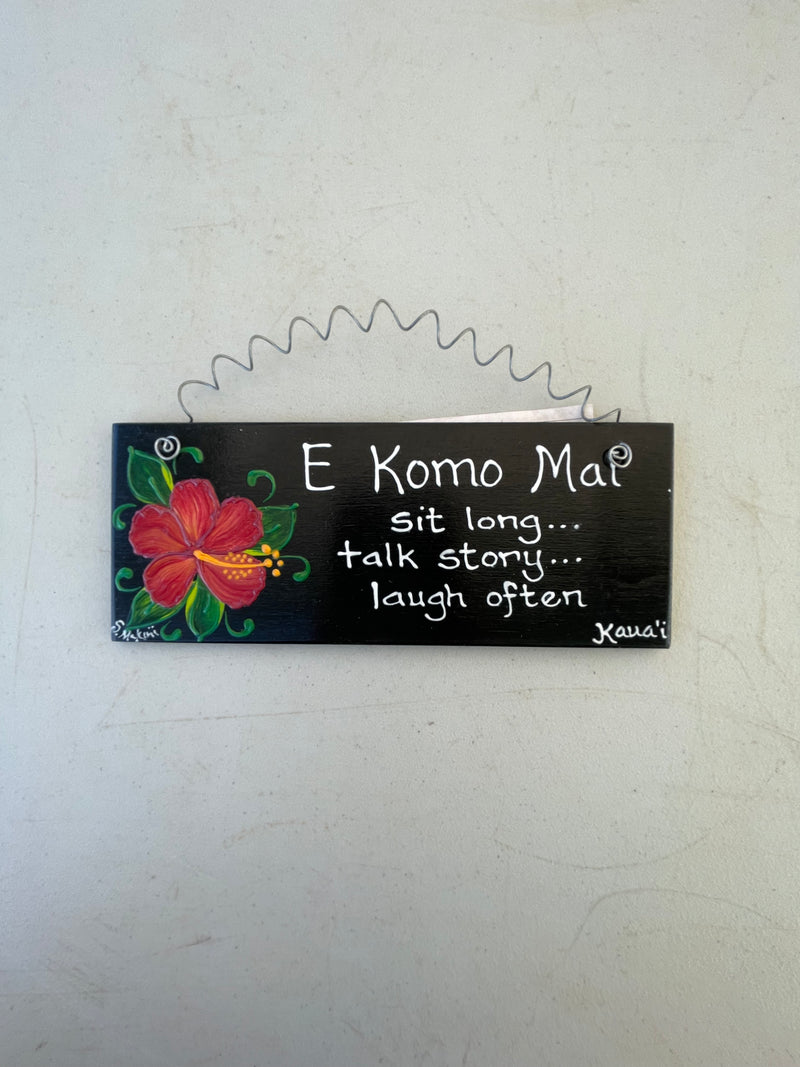 E Komo Mai
sit long...
talk story...
laugh often
Kaua'i